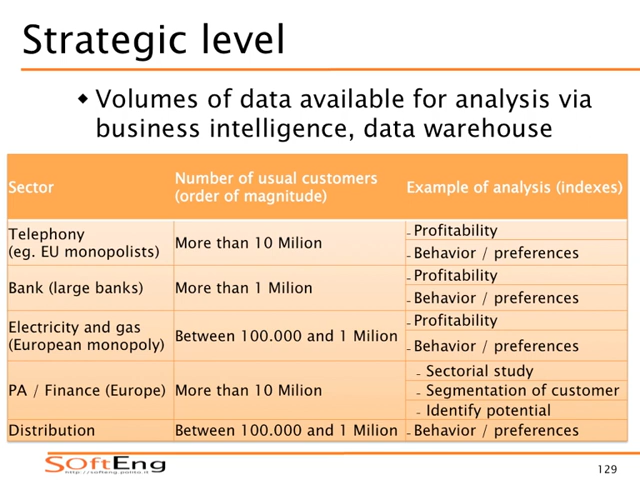 Strategic level
◆ Volumes of data available for analysis via
business intelligence, data warehouse
Sector
Number of usual customers
(order of magnitude)
Example of analysis (indexes)
Telephony
(eg. EU monopolists)
More than 10 Milion
- Profitability
- Behavior / preferences
Bank (large banks)
More than 1 Milion
- Profitability
- Behavior / preferences
Electricity and gas
(European monopoly)
Between 100.000 and 1 Milion
- Profitability
- Behavior / preferences
PA / Finance (Europe)
More than 10 Milion
- Sectorial study
- Segmentation of customer
- Identify potential
Distribution
Between 100.000 and 1 Milion
- Behavior / preferences
SOftEng
http://softeng.polito.it
129